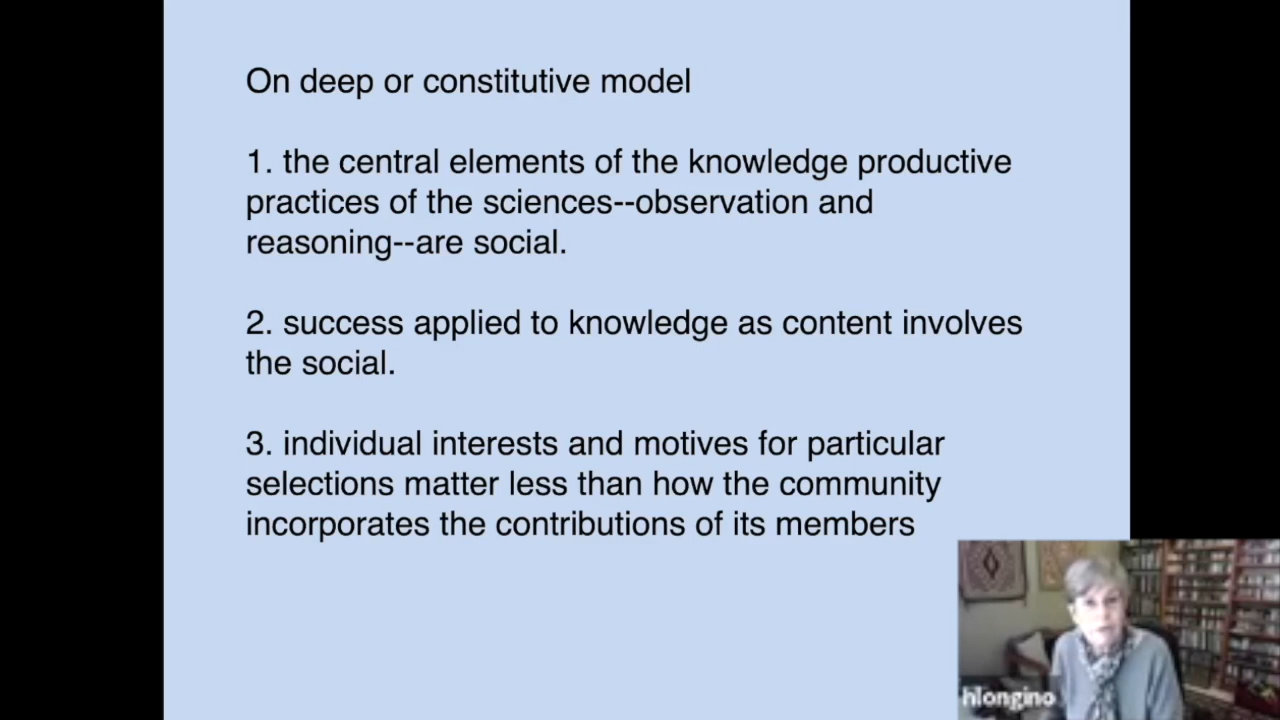 On deep or constitutive model
1. the central elements of the knowledge productive
practices of the sciences--observation and
reasoning--are social.
2. success applied to knowledge as content involves
the social.
3. individual interests and motives for particular
selections matter less than how the community
incorporates the contributions of its members
hlongino